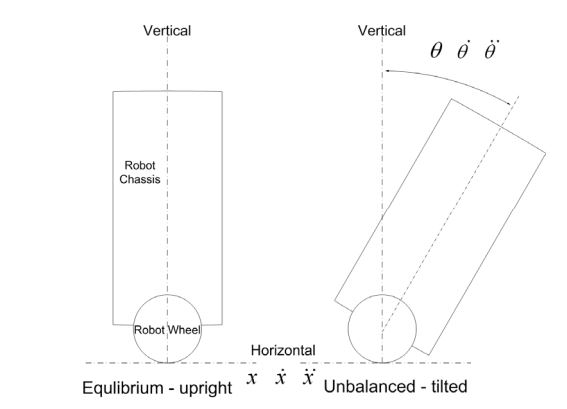 Vertical
Vertical
θ θ̇ θ̈
Robot
Chassis
Robot Wheel
Horizontal
x ẋ ẍ
Equlibrium - upright
Unbalanced - tilted